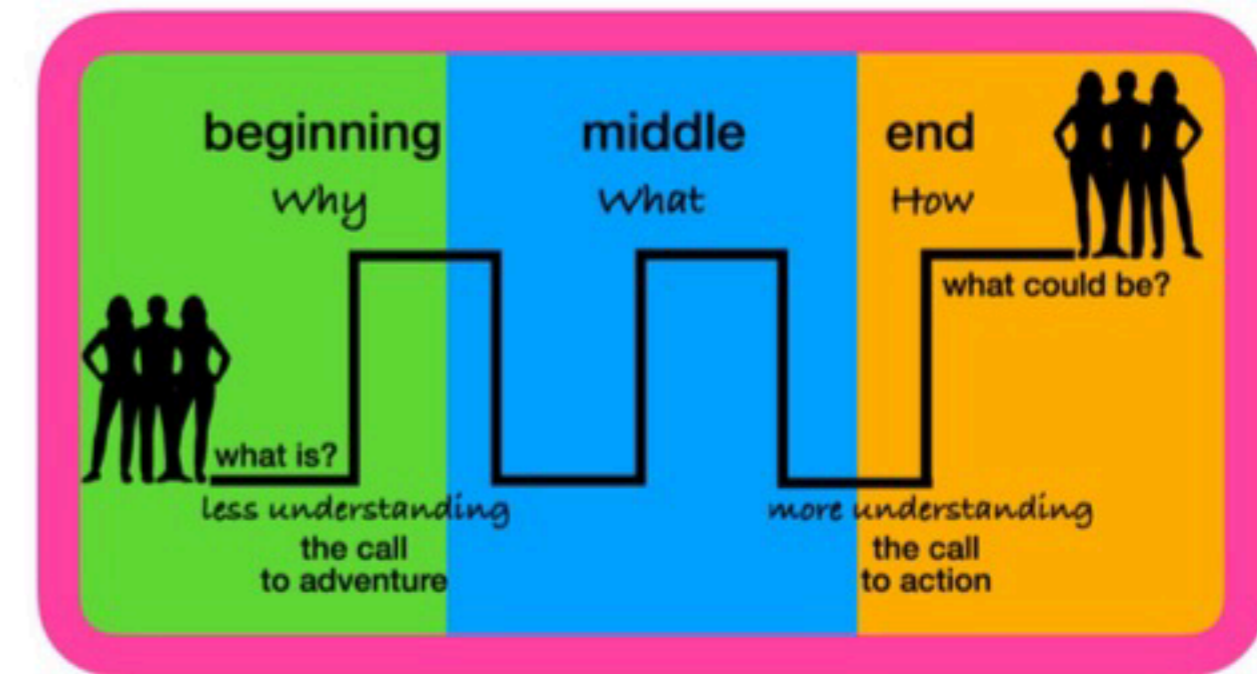 beginning
Why
middle
What
end
How
what could be?
what is?
less understanding
the call
to adventure
more understanding
the call
to action